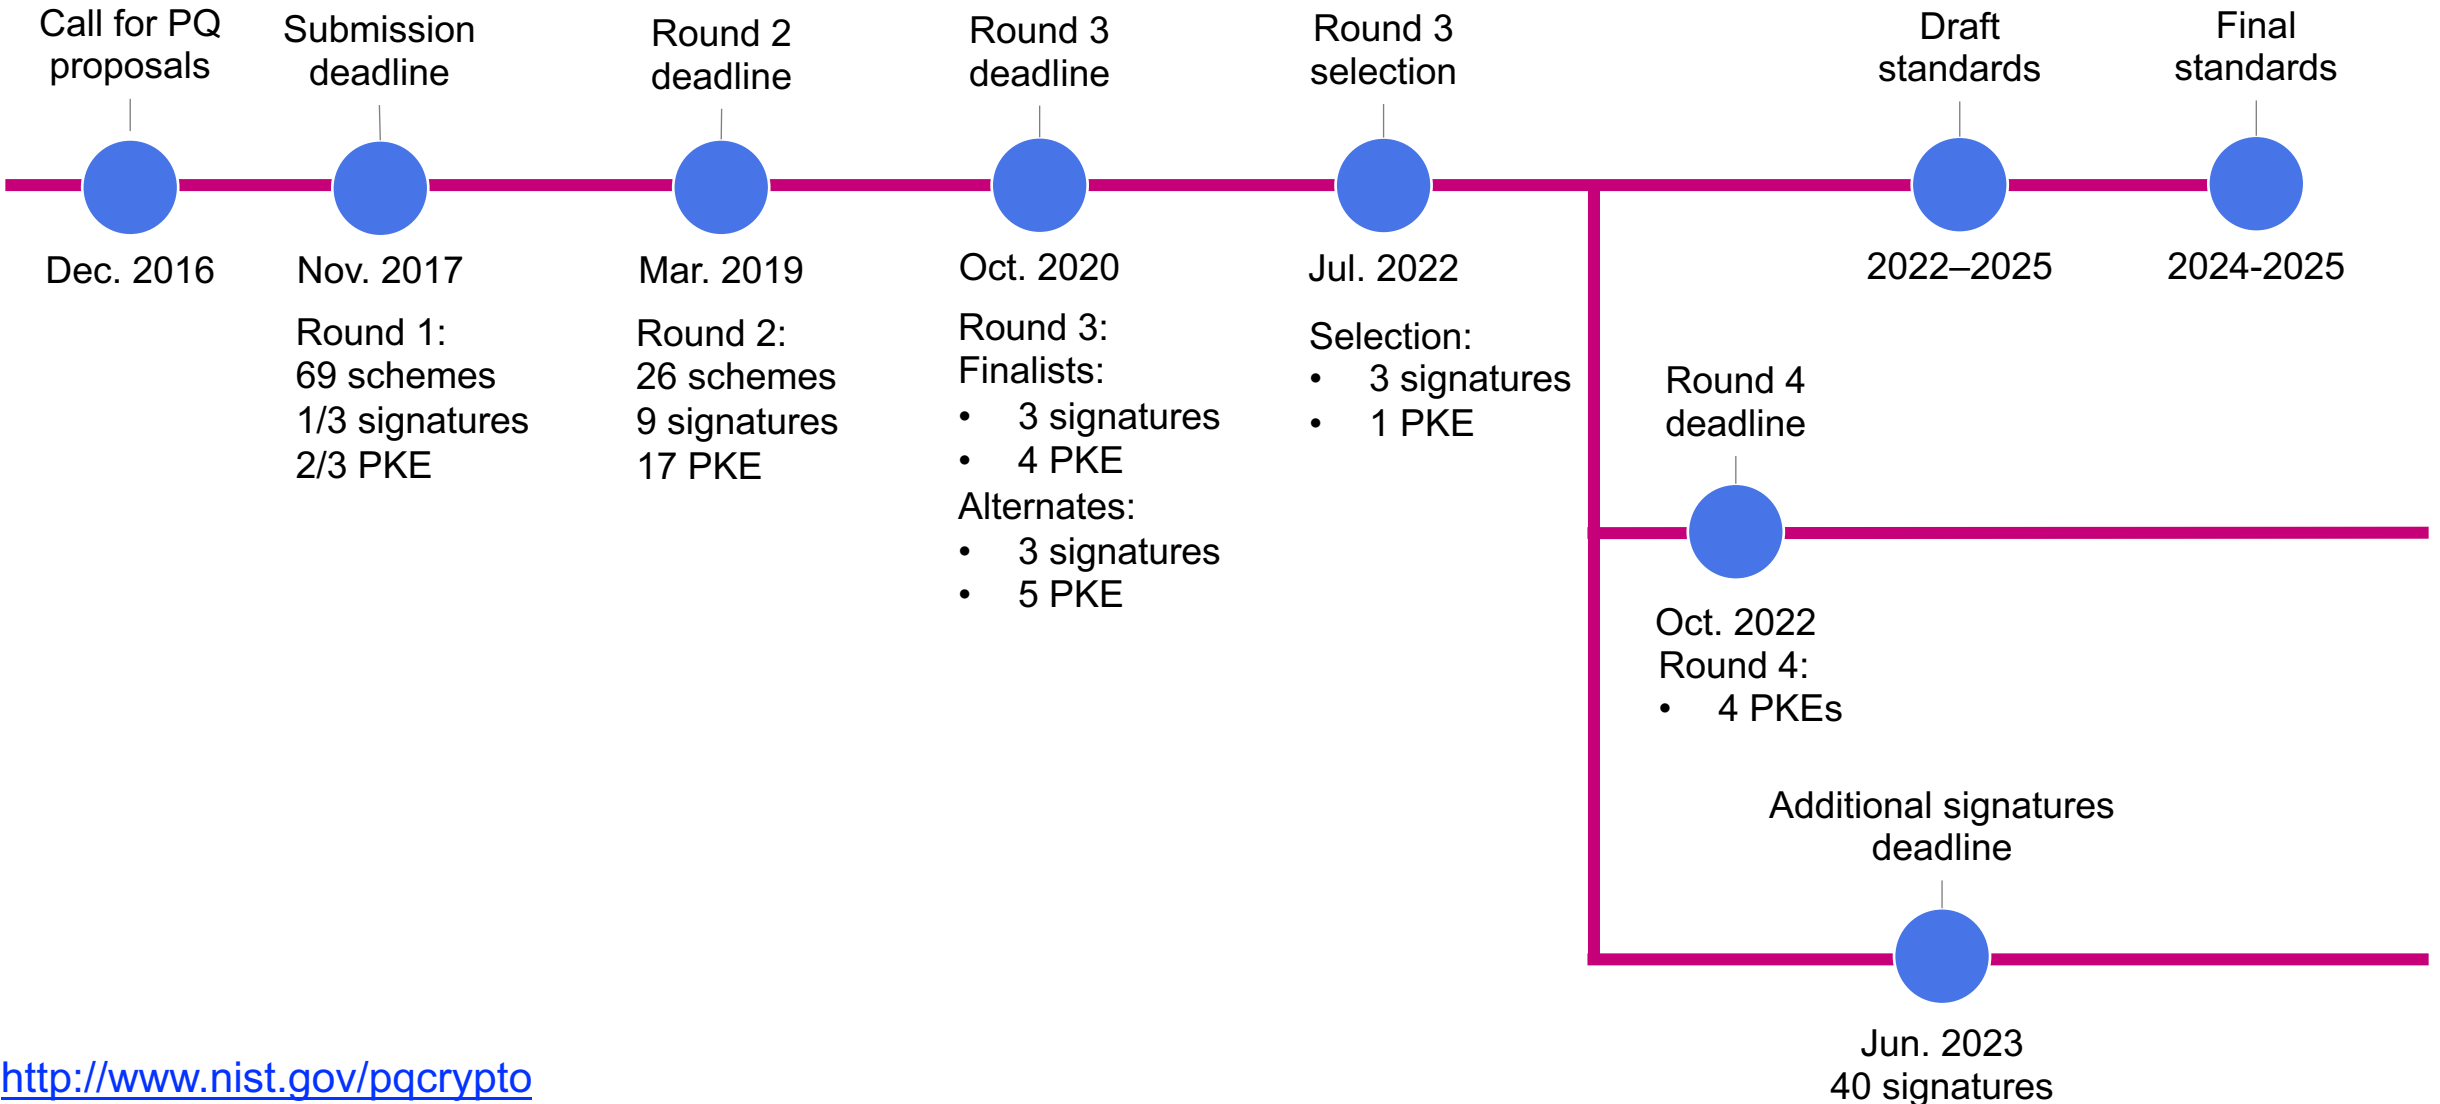 Call for PQ
proposals
Dec. 2016
Submission
deadline
Nov. 2017
Round 1:
69 schemes
1/3 signatures
2/3 PKE
Round 2
deadline
Mar. 2019
Round 2:
26 schemes
9 signatures
17 PKE
Round 3
deadline
Oct. 2020
Round 3:
Finalists:
• 3 signatures
• 4 PKE
Alternates:
• 3 signatures
• 5 PKE
Round 3
selection
Jul. 2022
Selection:
• 3 signatures
• 1 PKE
Draft
standards
2022–2025
Final
standards
2024-2025
Round 4
deadline
Oct. 2022
Round 4:
• 4 PKEs
Additional signatures
deadline
Jun. 2023
40 signatures
http://www.nist.gov/pqcrypto